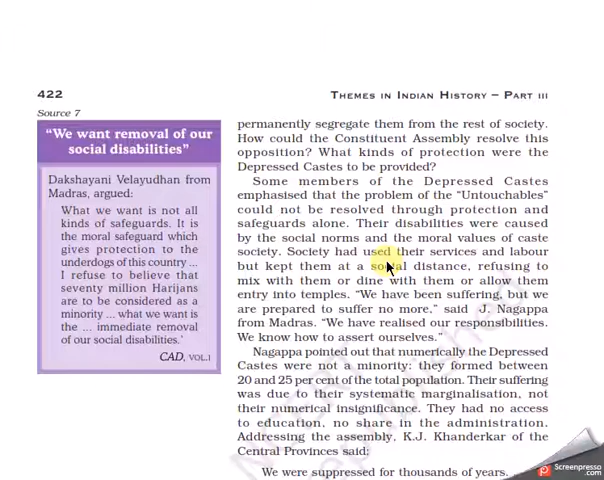 422
THEMES IN INDIAN HISTORY – PART III
Source 7
“We want removal of our
social disabilities”
Dakshayani Velayudhan from
Madras, argued:
What we want is not all
kinds of safeguards. It is
the moral safeguard which
gives protection to the
underdogs of this country ...
I refuse to believe that
seventy million Harijans
are to be considered as a
minority ... what we want is
the ... immediate removal
of our social disabilities.’
CAD, VOL.I
permanently segregate them from the rest of society.
How could the Constituent Assembly resolve this
opposition? What kinds of protection were the
Depressed Castes to be provided?
Some members of the Depressed Castes
emphasised that the problem of the “Untouchables”
could not be resolved through protection and
safeguards alone. Their disabilities were caused
by the social norms and the moral values of caste
society. Society had used their services and labour
but kept them at a social distance, refusing to
mix with them or dine with them or allow them
entry into temples. “We have been suffering, but we
are prepared to suffer no more,” said J. Nagappa
from Madras. “We have realised our responsibilities.
We know how to assert ourselves.”
Nagappa pointed out that numerically the Depressed
Castes were not a minority: they formed between
20 and 25 per cent of the total population. Their suffering
was due to their systematic marginalisation, not
their numerical insignificance. They had no access
to education, no share in the administration.
Addressing the assembly, K.J. Khanderkar of the
Central Provinces said:
We were suppressed for thousands of years.
Screenpresso
.com